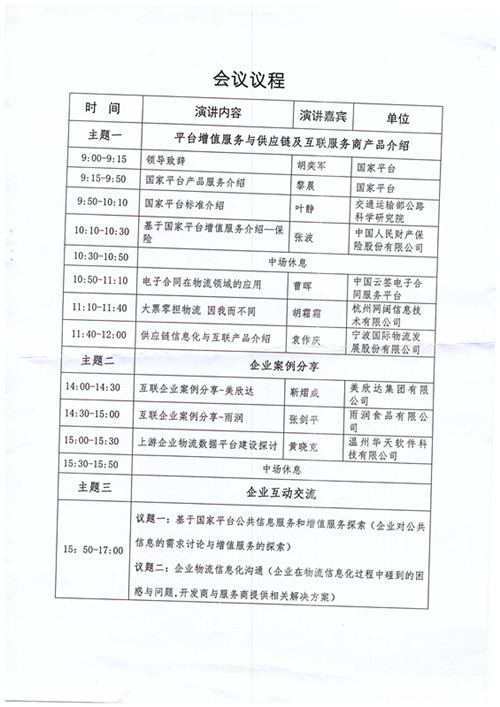 会议议程
时 间 演讲内容 演讲嘉宾 单位
主题一 平台增值服务与供应链及互联服务商产品介绍
9:00-9:15 领导致辞 胡奕军 国家平台
9:15-9:50 国家平台产品服务介绍 黎晨 国家平台
9:50-10:10 国家平台标准介绍 叶静 交通运输部公路
科学研究院
10:10-10:30 基于国家平台增值服务介绍—保
险 张波 中国人民财产保
险股份有限公司
10:30-10:50 中场休息
10:50-11:10 电子合同在物流领域的应用 曹晖 中国云签电子合
同服务平台
11:10-11:40 大票零担物流 因我而不同 胡霜霜 杭州网阔信息技
术有限公司
11:40-12:00 供应链信息化与互联产品介绍 袁作庆 宁波国际物流发
展股份有限公司
主题二 企业案例分享
14:00-14:30 互联企业案例分享-美欣达 靳熠成 美欣达集团有限
公司
14:30-15:00 互联企业案例分享-雨润 张剑平 雨润食品有限公
司
15:00-15:30 上游企业物流数据平台建设探讨 黄晓克 温州华天软件科
技有限公司
15:30-15:50 中场休息
主题三 企业互动交流
15：50-17:00
议题一：基于国家平台公共信息服务和增值服务探索（企业对公共
信息的需求讨论与增值服务的探索）
议题二：企业物流信息化沟通（企业在物流信息化过程中碰到的困
惑与问题,开发商与服务商提供相关解决方案）